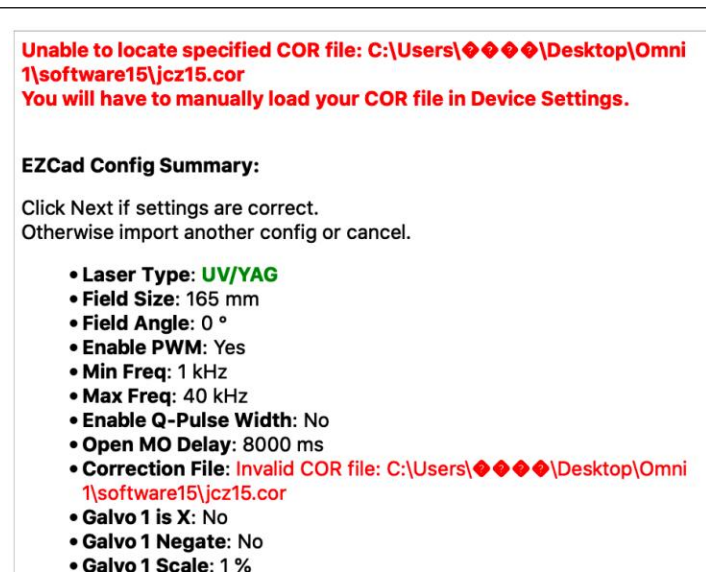 Unable to locate specified COR file: C:\Users\����\Desktop\Omni
1\software15\jcz15.cor
You will have to manually load your COR file in Device Settings.
EZCad Config Summary:
Click Next if settings are correct.
Otherwise import another config or cancel.
• Laser Type: UV/YAG
• Field Size: 165 mm
• Field Angle: 0 °
• Enable PWM: Yes
• Min Freq: 1 kHz
• Max Freq: 40 kHz
• Enable Q-Pulse Width: No
• Open MO Delay: 8000 ms
• Correction File: Invalid COR file: C:\Users\����\Desktop\Omni
1\software15\jcz15.cor
• Galvo 1 is X: No
• Galvo 1 Negate: No
• Galvo 1 Scale: 1 %